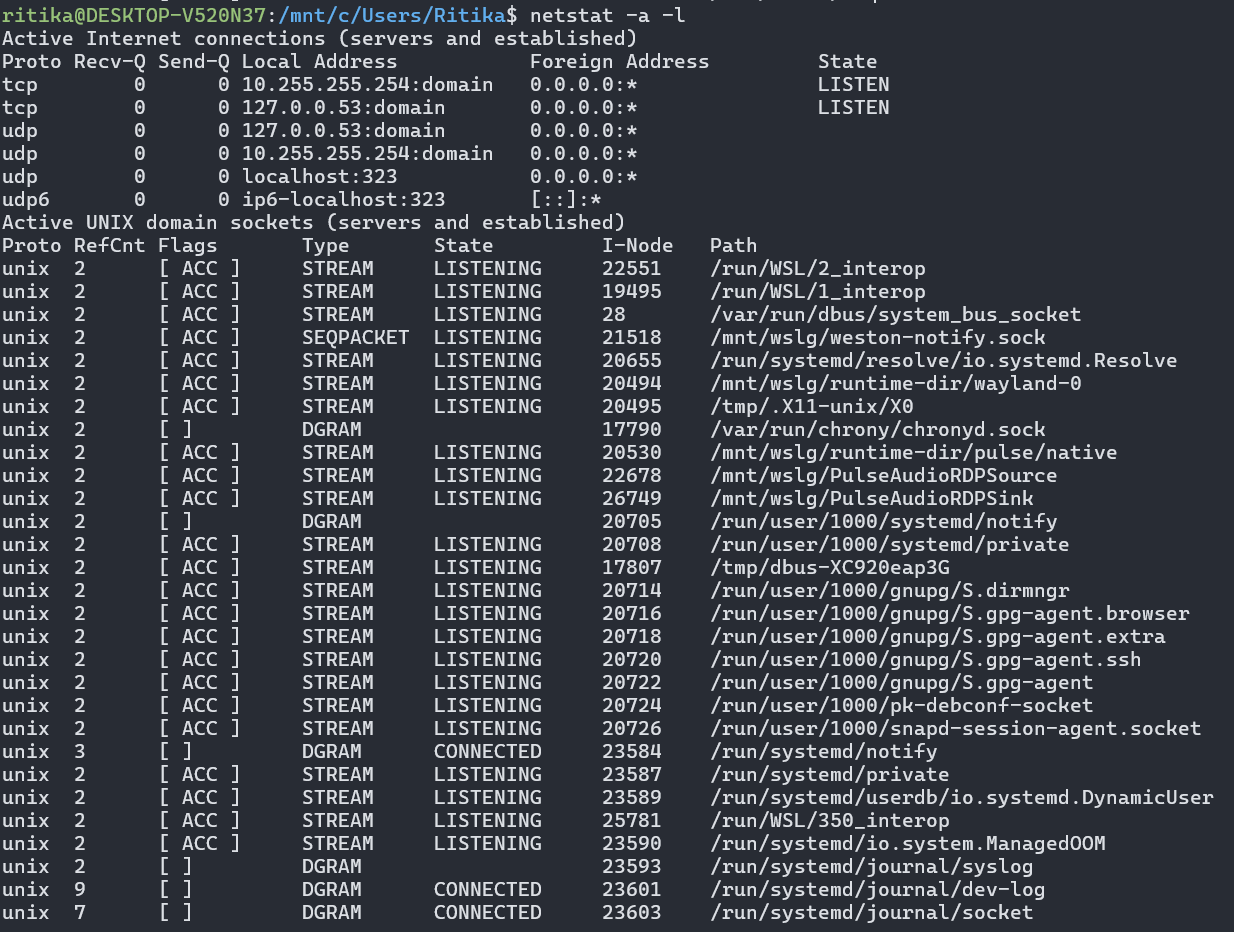 ritika@DESKTOP-V520N37:/mnt/c/Users/Ritika$ netstat -a -l
Active Internet connections (servers and established)
Proto Recv-Q Send-Q Local Address           Foreign Address         State
tcp        0      0 10.255.255.254:domain   0.0.0.0:*               LISTEN
tcp        0      0 127.0.0.53:domain       0.0.0.0:*               LISTEN
udp        0      0 127.0.0.53:domain       0.0.0.0:*
udp        0      0 10.255.255.254:domain   0.0.0.0:*
udp        0      0 localhost:323           0.0.0.0:*
udp6       0      0 ip6-localhost:323       [::]:*
Active UNIX domain sockets (servers and established)
Proto RefCnt Flags       Type       State         I-Node   Path
unix  2      [ ACC ]     STREAM     LISTENING     22551    /run/WSL/2_interop
unix  2      [ ACC ]     STREAM     LISTENING     19495    /run/WSL/1_interop
unix  2      [ ACC ]     STREAM     LISTENING     28       /var/run/dbus/system_bus_socket
unix  2      [ ACC ]     SEQPACKET  LISTENING     21518    /mnt/wslg/weston-notify.sock
unix  2      [ ACC ]     STREAM     LISTENING     20655    /run/systemd/resolve/io.systemd.Resolve
unix  2      [ ACC ]     STREAM     LISTENING     20494    /mnt/wslg/runtime-dir/wayland-0
unix  2      [ ACC ]     STREAM     LISTENING     20495    /tmp/.X11-unix/X0
unix  2      [ ]         DGRAM                    17790    /var/run/chrony/chronyd.sock
unix  2      [ ACC ]     STREAM     LISTENING     20530    /mnt/wslg/runtime-dir/pulse/native
unix  2      [ ACC ]     STREAM     LISTENING     22678    /mnt/wslg/PulseAudioRDPSource
unix  2      [ ACC ]     STREAM     LISTENING     26749    /mnt/wslg/PulseAudioRDPSink
unix  2      [ ]         DGRAM                    20705    /run/user/1000/systemd/notify
unix  2      [ ACC ]     STREAM     LISTENING     20708    /run/user/1000/systemd/private
unix  2      [ ACC ]     STREAM     LISTENING     17807    /tmp/dbus-XC920eap3G
unix  2      [ ACC ]     STREAM     LISTENING     20714    /run/user/1000/gnupg/S.dirmngr
unix  2      [ ACC ]     STREAM     LISTENING     20716    /run/user/1000/gnupg/S.gpg-agent.browser
unix  2      [ ACC ]     STREAM     LISTENING     20718    /run/user/1000/gnupg/S.gpg-agent.extra
unix  2      [ ACC ]     STREAM     LISTENING     20720    /run/user/1000/gnupg/S.gpg-agent.ssh
unix  2      [ ACC ]     STREAM     LISTENING     20722    /run/user/1000/gnupg/S.gpg-agent
unix  2      [ ACC ]     STREAM     LISTENING     20724    /run/user/1000/pk-debconf-socket
unix  2      [ ACC ]     STREAM     LISTENING     20726    /run/user/1000/snapd-session-agent.socket
unix  3      [ ]         DGRAM      CONNECTED     23584    /run/systemd/notify
unix  2      [ ACC ]     STREAM     LISTENING     23587    /run/systemd/private
unix  2      [ ACC ]     STREAM     LISTENING     23589    /run/systemd/userdb/io.systemd.DynamicUser
unix  2      [ ACC ]     STREAM     LISTENING     25781    /run/WSL/350_interop
unix  2      [ ACC ]     STREAM     LISTENING     23590    /run/systemd/io.system.ManagedOOM
unix  2      [ ]         DGRAM                    23593    /run/systemd/journal/syslog
unix  9      [ ]         DGRAM      CONNECTED     23601    /run/systemd/journal/dev-log
unix  7      [ ]         DGRAM      CONNECTED     23603    /run/systemd/journal/socket